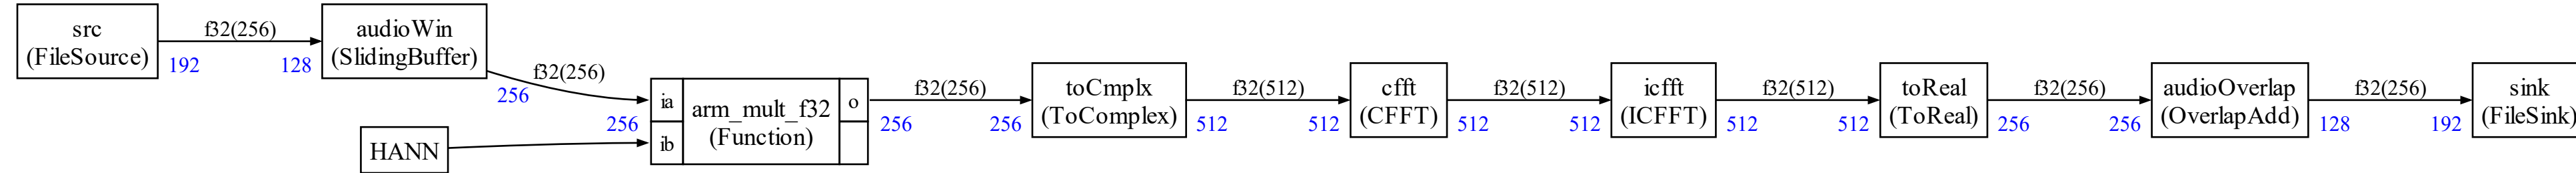 src
(FileSource)
f32(256)
192
128
audioWin
(SlidingBuffer)
f32(256)
256
256
HANN
ia
ib
arm_mult_f32
(Function)
o
f32(256)
256
256
toCmplx
(ToComplex)
f32(512)
512
512
cfft
(CFFT)
f32(512)
512
512
icfft
(ICFFT)
f32(512)
512
512
toReal
(ToReal)
f32(256)
256
256
audioOverlap
(OverlapAdd)
f32(256)
128
192
sink
(FileSink)